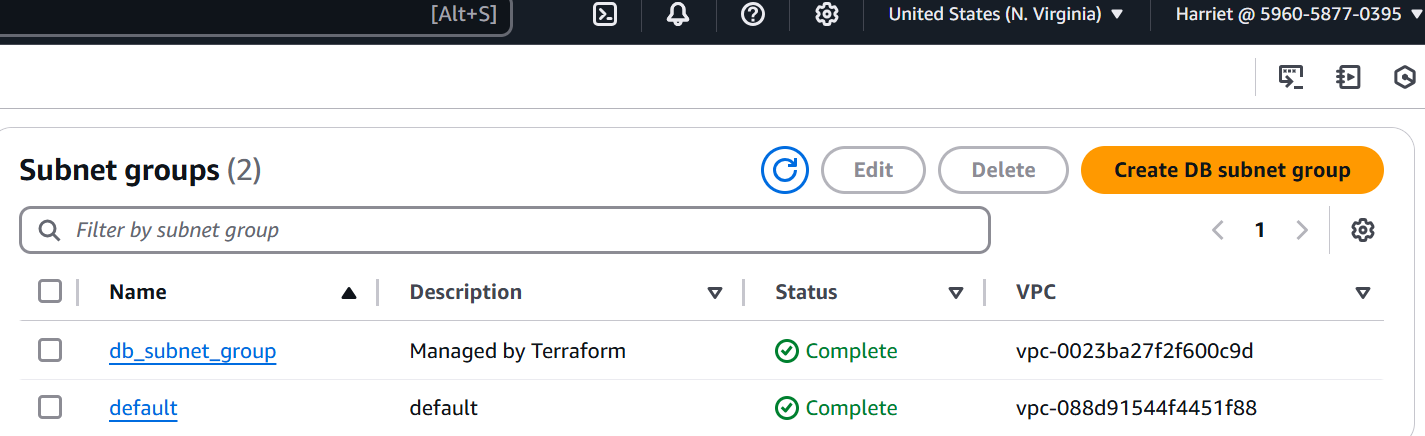 [Alt+S] United States (N. Virginia) Harriet @ 5960-5877-0395
Subnet groups (2) Edit Delete Create DB subnet group
Filter by subnet group 1
Name Description Status VPC
db_subnet_group Managed by Terraform Complete vpc-0023ba27f2f600c9d
default default Complete vpc-088d91544f4451f88